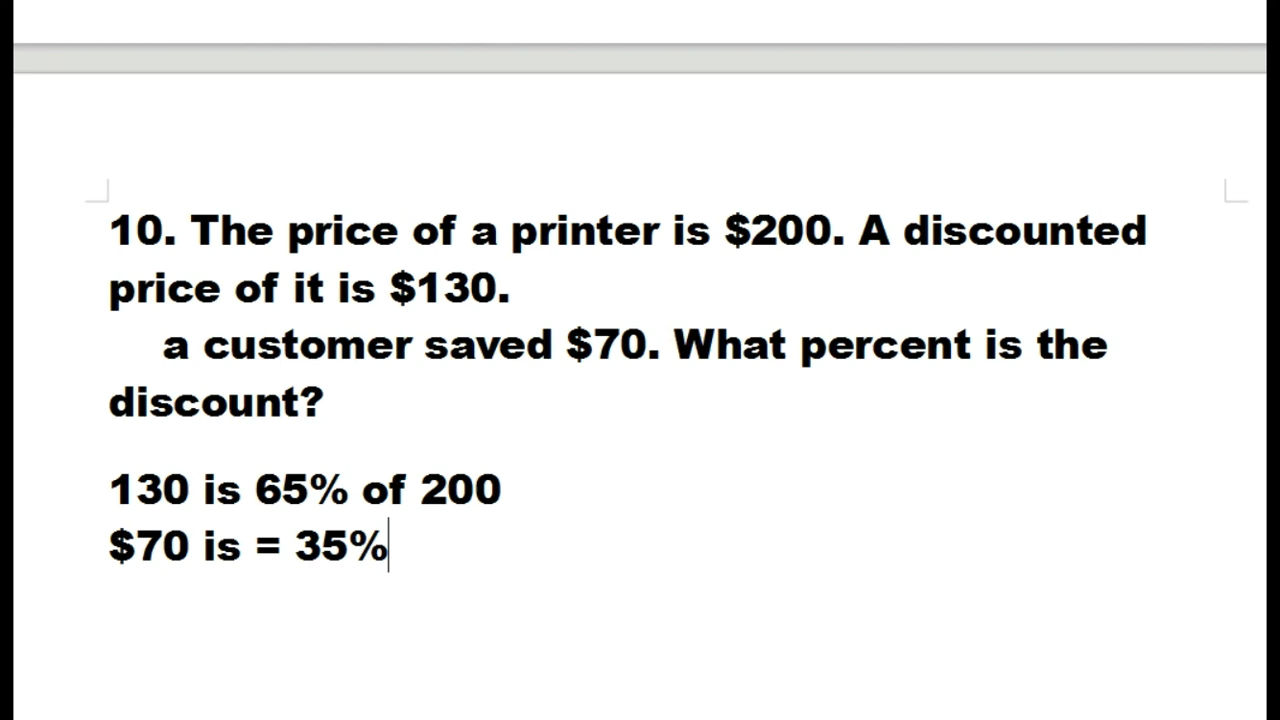 10. The price of a printer is $200. A discounted
price of it is $130.
a customer saved $70. What percent is the
discount?
130 is 65% of 200
$70 is = 35%